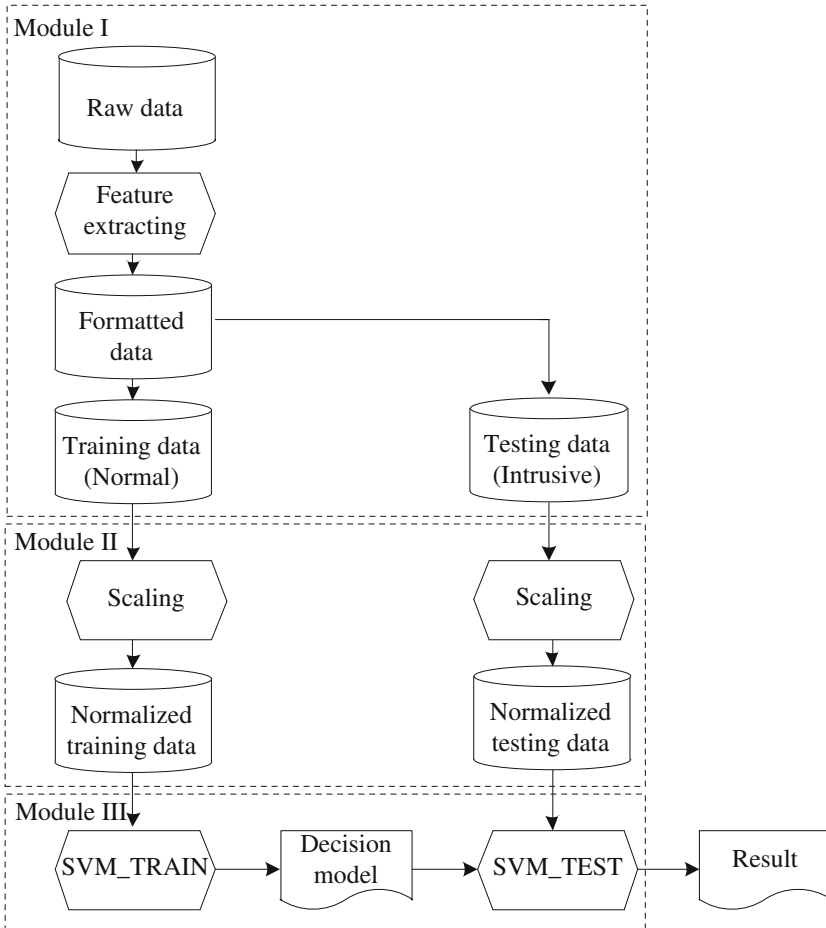 Module I
Raw data
Feature
extracting
Formatted
data
Training data
(Normal)
Testing data
(Intrusive)
Module II
Scaling
Scaling
Normalized
training data
Normalized
testing data
Module III
SVM_TRAIN
Decision
model
SVM_TEST
Result